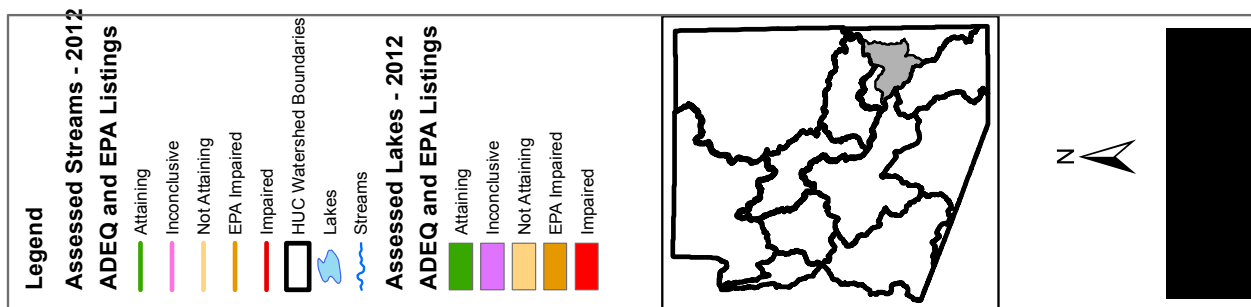 Legend
Assessed Streams - 2012
ADEQ and EPA Listings
Attaining
Inconclusive
Not Attaining
EPA Impaired
Impaired
HUC Watershed Boundaries
Lakes
Streams
Assessed Lakes - 2012
ADEQ and EPA Listings
Attaining
Inconclusive
Not Attaining
EPA Impaired
Impaired
N